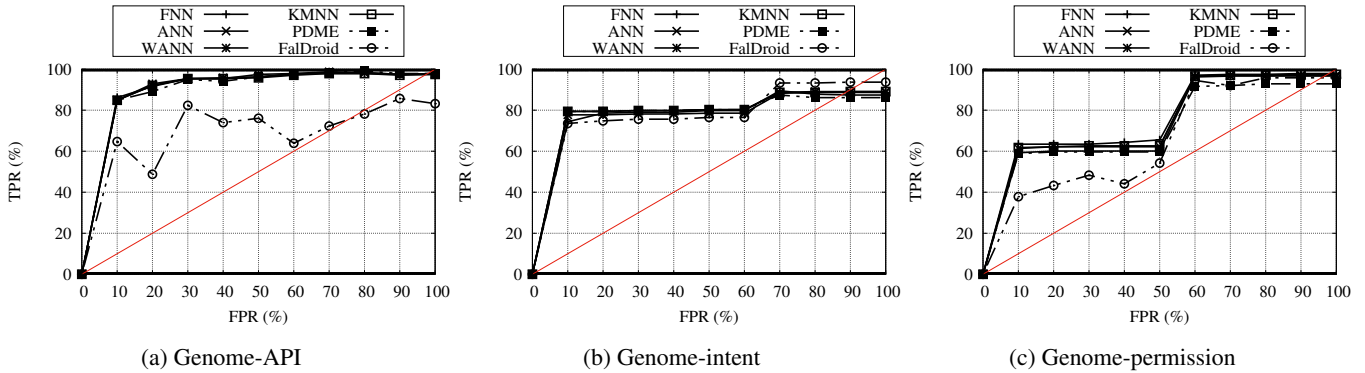 FNN KMNN
ANN PDME
WANN FalDroid
100
80
60
40
20
0
TPR (%)
0 10 20 30 40 50 60 70 80 90 100
FPR (%)
(a) Genome-API
FNN KMNN
ANN PDME
WANN FalDroid
100
80
60
40
20
0
TPR (%)
0 10 20 30 40 50 60 70 80 90 100
FPR (%)
(b) Genome-intent
FNN KMNN
ANN PDME
WANN FalDroid
100
80
60
40
20
0
TPR (%)
0 10 20 30 40 50 60 70 80 90 100
FPR (%)
(c) Genome-permission